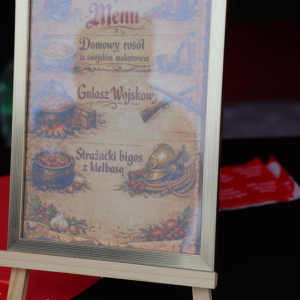 Menu
Domowy rosół
ze swojskim makaronem
Gulasz Wojskowy
Strażacki bigos
z kiełbasą